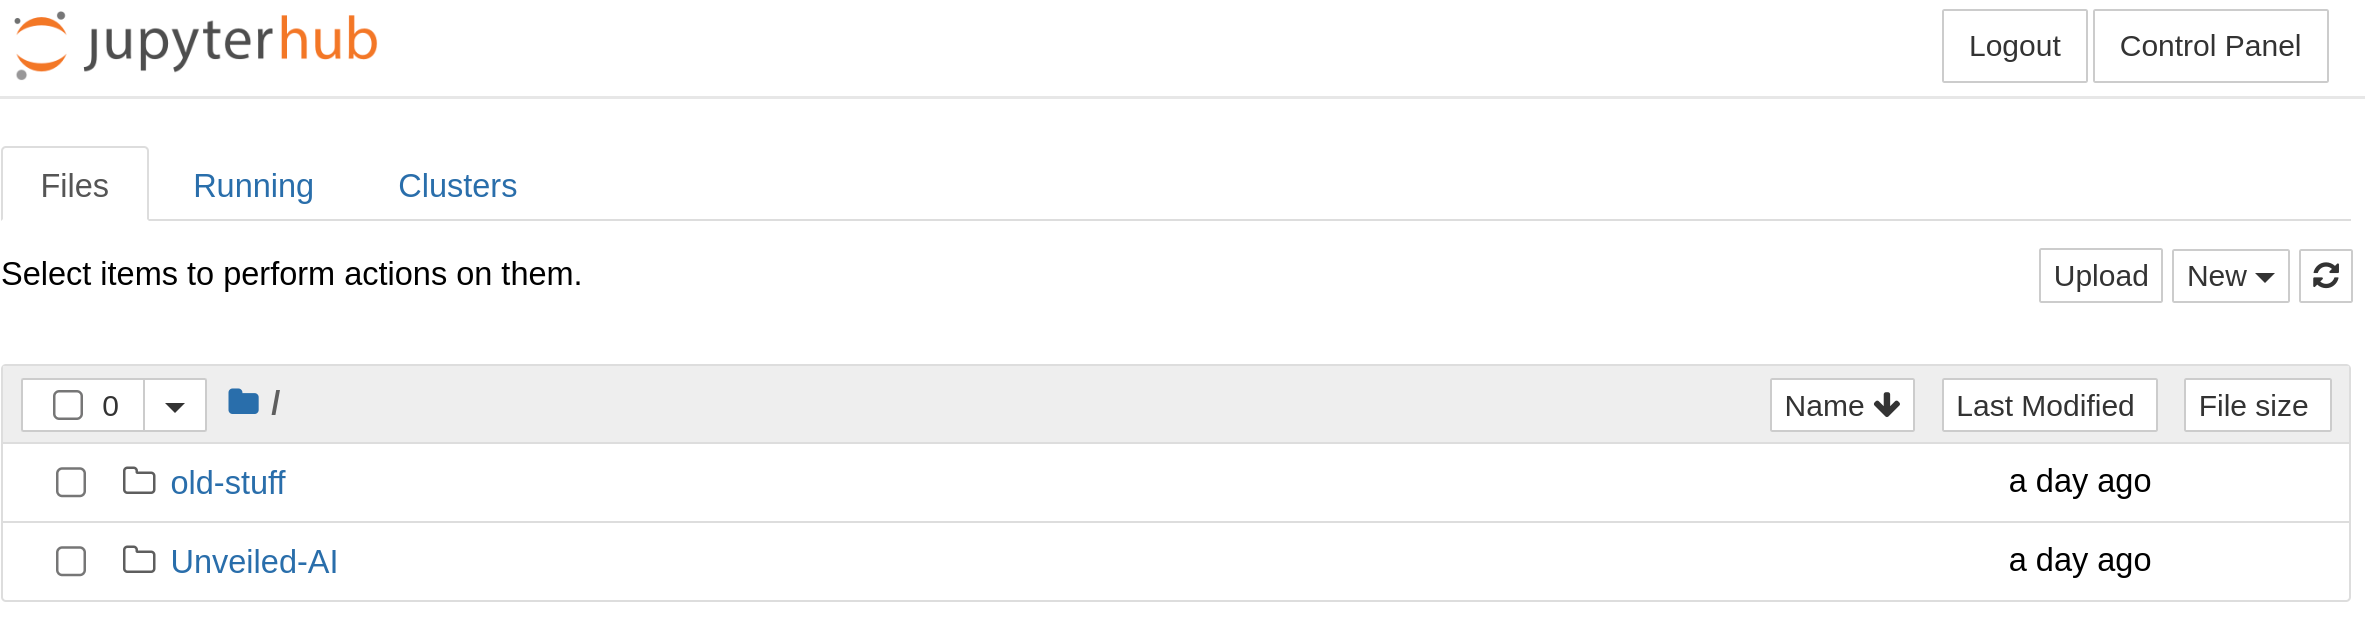 jupyterhub Logout Control Panel
Files Running Clusters
Select items to perform actions on them. Upload New
0 / Name Last Modified File size
old-stuff a day ago
Unveiled-AI a day ago